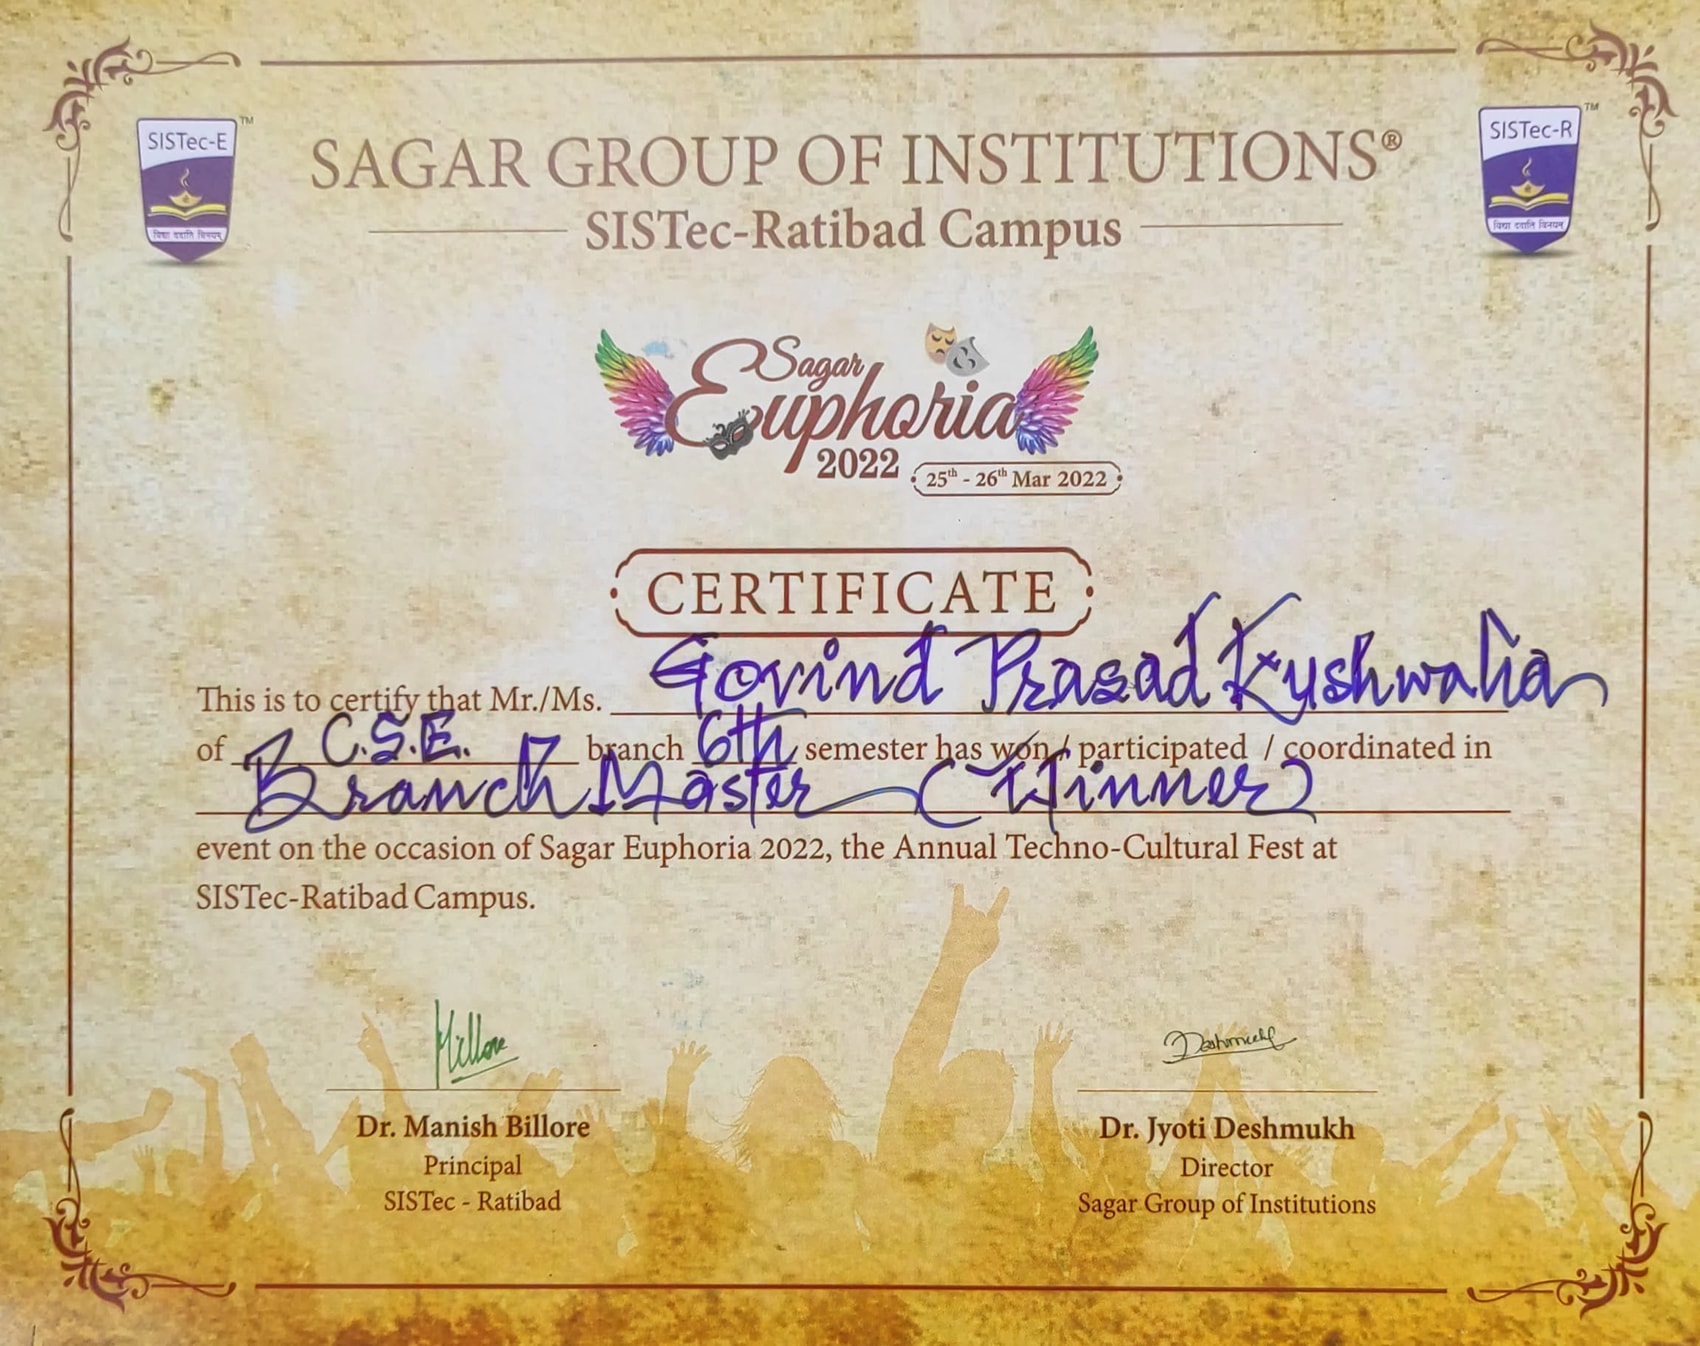 SISTec-E™
विद्या ददाति विनयम्
SAGAR GROUP OF INSTITUTIONS®
SISTec-Ratibad Campus
SISTec-R™
विद्या ददाति विनयम्
Sagar
Euphoria
2022
25th - 26th Mar 2022
CERTIFICATE
This is to certify that Mr./Ms. Govind Prasad Kushwaha
of C.S.E. branch 6th semester has won / participated / coordinated in
Branch Master (Winner)
event on the occasion of Sagar Euphoria 2022, the Annual Techno-Cultural Fest at
SISTec-Ratibad Campus.
Billore
Dr. Manish Billore
Principal
SISTec - Ratibad
Deshmukh
Dr. Jyoti Deshmukh
Director
Sagar Group of Institutions